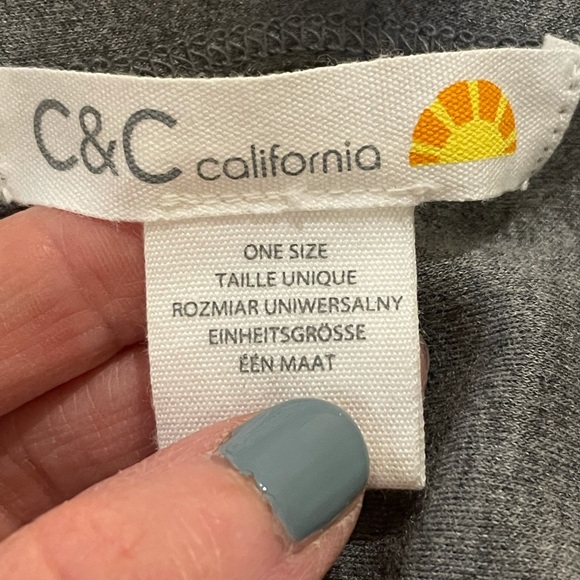 C&C california
ONE SIZE
TAILLE UNIQUE
ROZMIAR UNIWERSALNY
EINHEITSGRÖSSE
ÉÉN MAAT